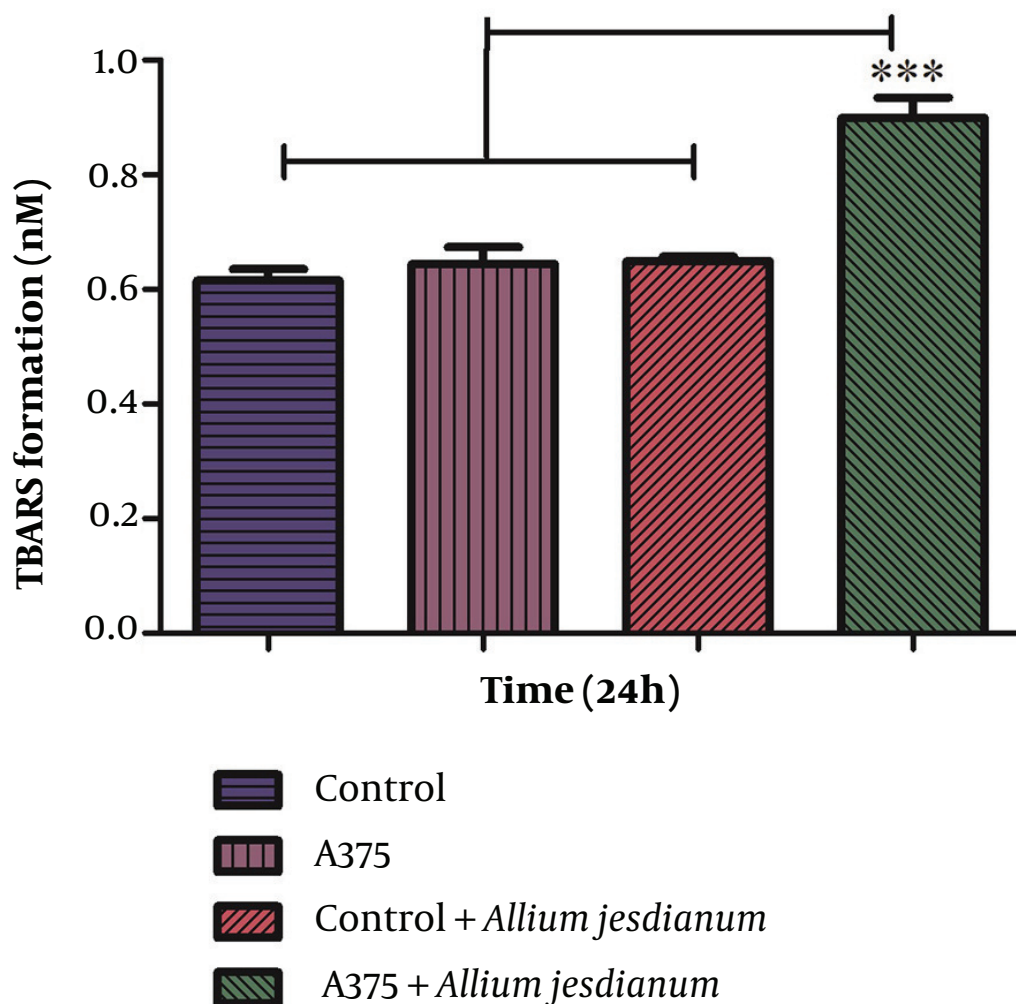 ***
1.0
0.8
0.6
0.4
0.2
0.0
TBARS formation (nM)
Time (24h)
Control
A375
Control + Allium jesdianum
A375 + Allium jesdianum